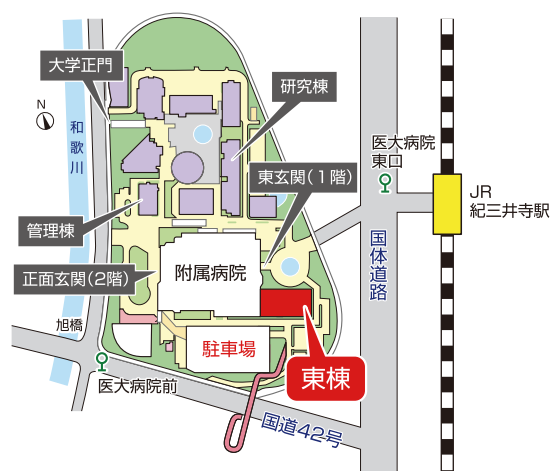 大学正門
研究棟
N
和歌川
医大病院
東口
東玄関(1階)
JR
紀三井寺駅
管理棟
国体道路
正面玄関(2階)
附属病院
旭橋
駐車場
東棟
医大病院前
国道42号